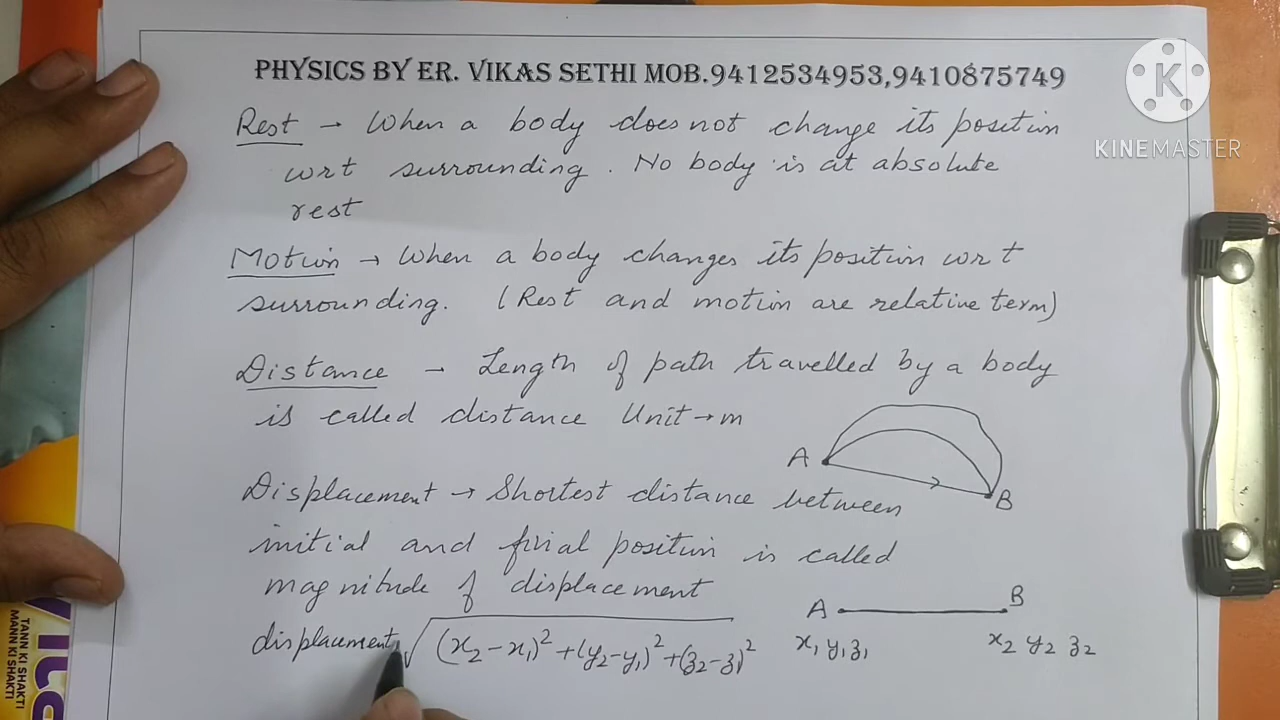 PHYSICS BY ER. VIKAS SETHI MOB.9412534953,9410875749
K
KINEMASTER
Rest → When a body does not change its position
wrt surrounding. No body is at absolute
rest
Motion → When a body changes its position wrt
surrounding. (Rest and motion are relative term)
Distance - Length of path travelled by a body
is called distance Unit → m
A
B
Displacement → Shortest distance between
initial and final position is called
magnitude of displacement
A B
displacement √(x₂-x₁)²+(y₂-y₁)²+(z₂-z₁)²
x₁ y₁ z₁ x₂ y₂ z₂
TANN KI SHAKTI
MANN KI SHAKTI